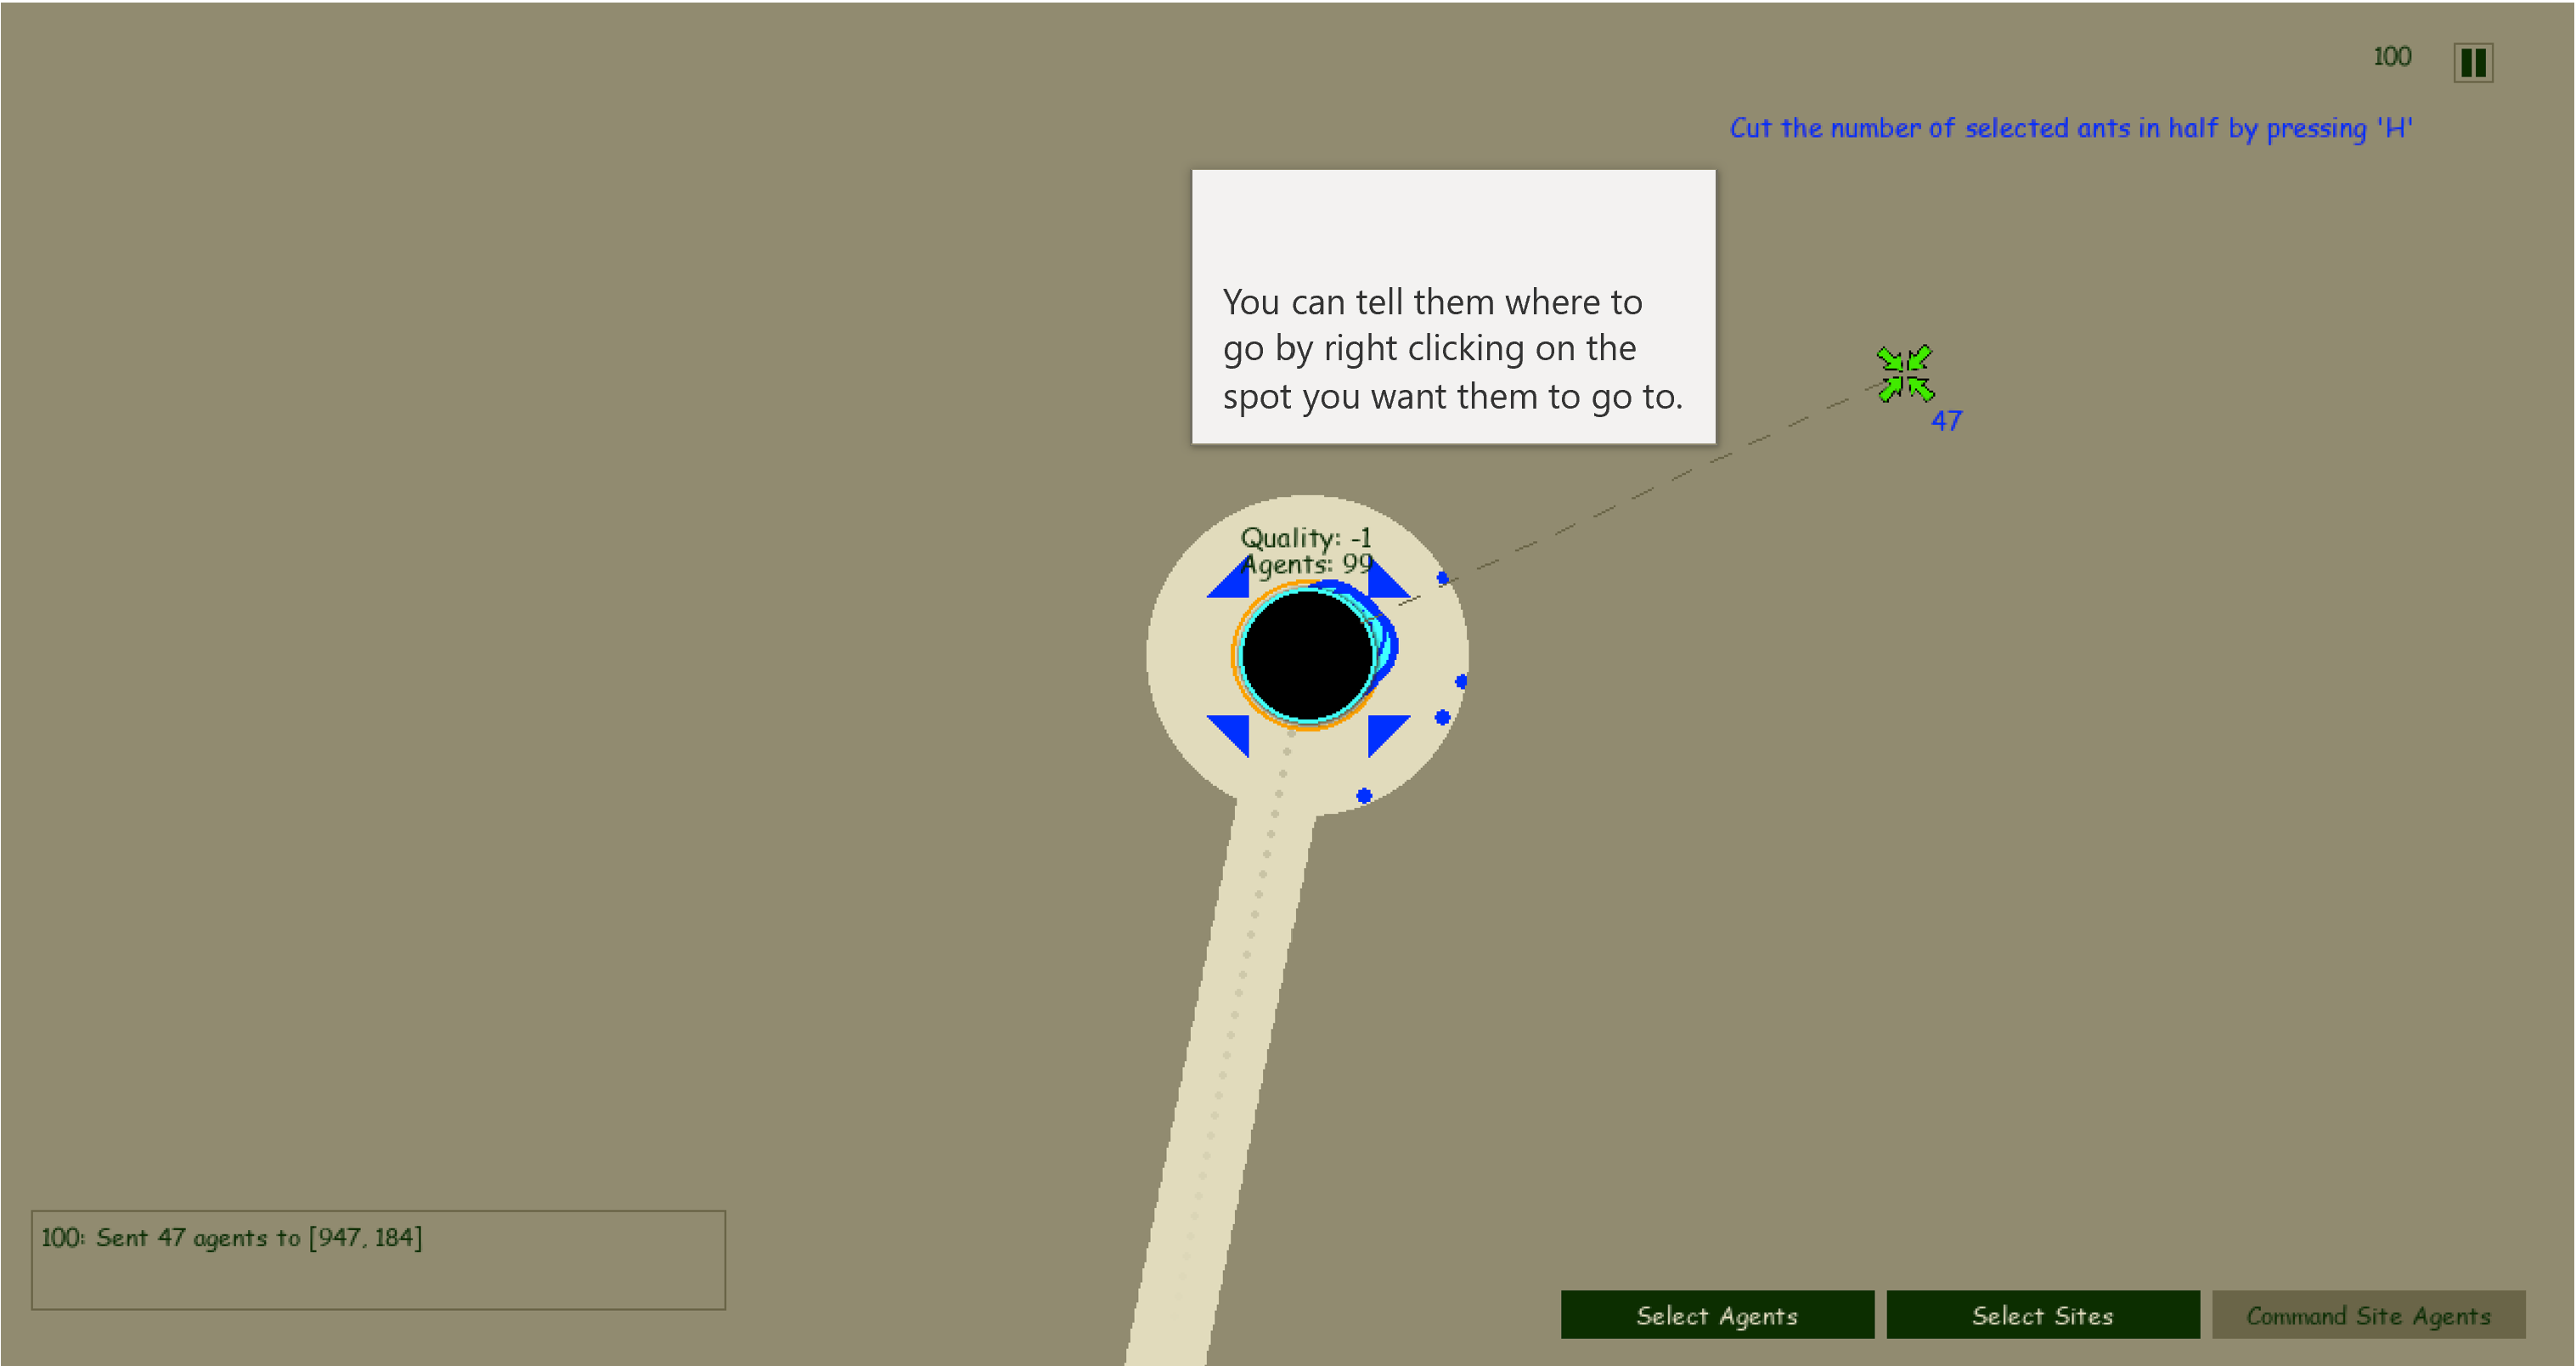 100
Cut the number of selected ants in half by pressing 'H'
You can tell them where to
go by right clicking on the
spot you want them to go to.
47
Quality: -1
Agents: 99
100: Sent 47 agents to [947, 184]
Select Agents
Select Sites
Command Site Agents